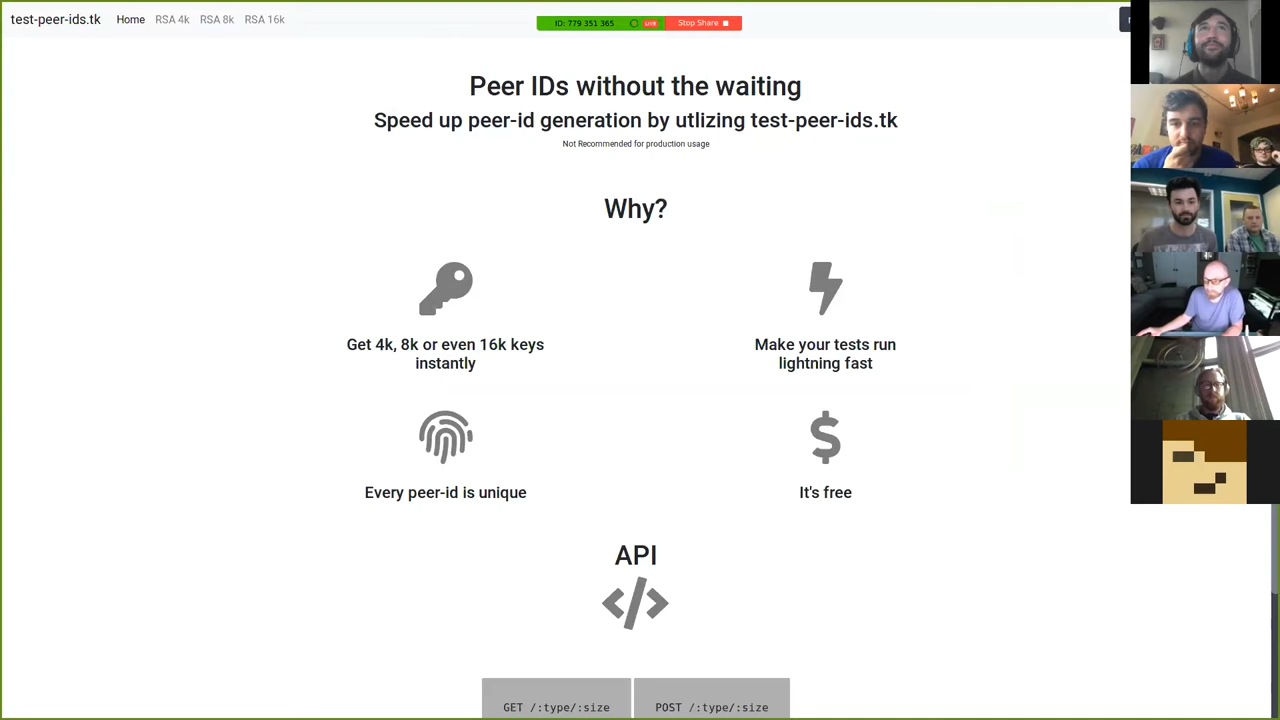 test-peer-ids.tk Home RSA 4k RSA 8k RSA 16k
ID: 779 351 365 LIVE Stop Share
Peer IDs without the waiting
Speed up peer-id generation by utlizing test-peer-ids.tk
Not Recommended for production usage
Why?
Get 4k, 8k or even 16k keys
instantly
Make your tests run
lightning fast
Every peer-id is unique
It's free
API
</>
GET /:type/:size
POST /:type/:size